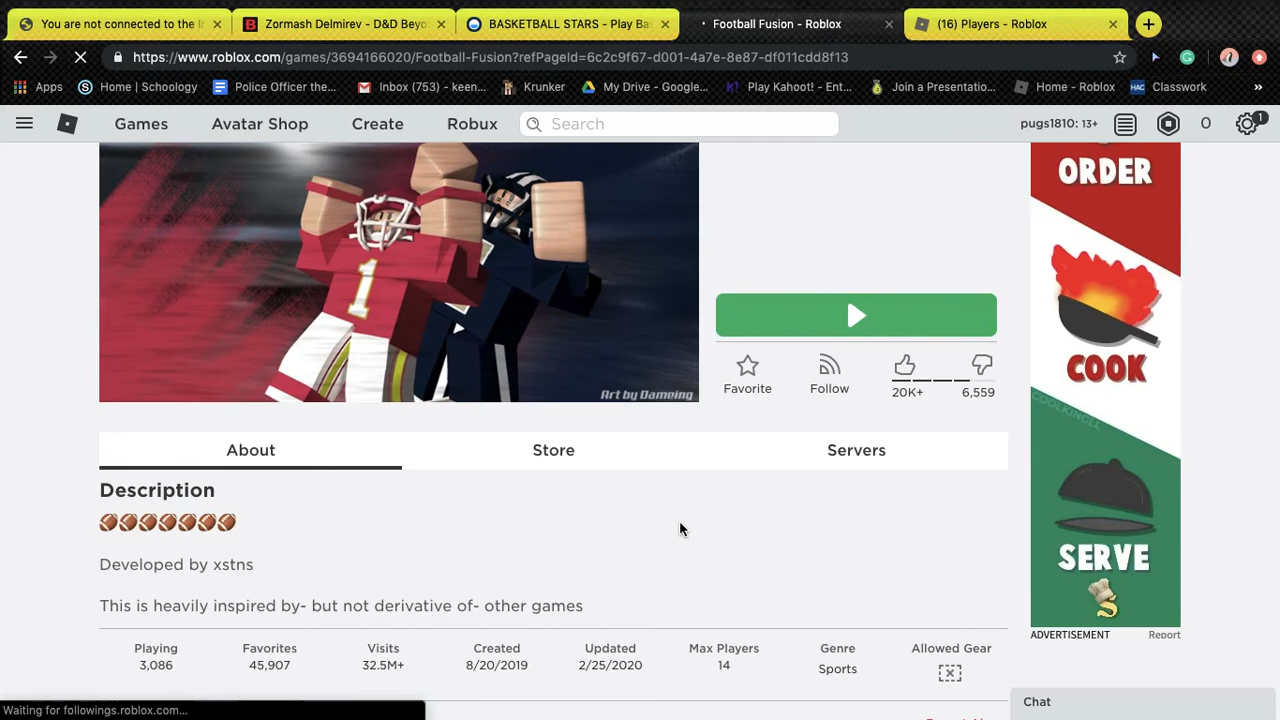 You are not connected to the I
Zormash Delmirev - D&D Beyo
BASKETBALL STARS - Play Ba
Football Fusion - Roblox
(16) Players - Roblox
https://www.roblox.com/games/3694166020/Football-Fusion?refPageId=6c2c9f67-d001-4a7e-8e87-df011cdd8f13
Apps
Home | Schoology
Police Officer the...
Inbox (753) – keen...
Krunker
My Drive - Google...
Play Kahoot! - Ent...
Join a Presentatio...
Home - Roblox
HAC Classwork
»
Games
Avatar Shop
Create
Robux
Search
pugs1810: 13+
0
1
ORDER
1
Art by Dameing
COOK
Favorite
Follow
20K+
6,559
COOLKINGLL
About
Store
Servers
Description
🏈🏈🏈🏈🏈🏈🏈
Developed by xstns
SERVE
S
This is heavily inspired by- but not derivative of- other games
ADVERTISEMENT
Report
Playing Favorites Visits Created Updated Max Players Genre Allowed Gear
3,086 45,907 32.5M+ 8/20/2019 2/25/2020 14 Sports
Chat
Waiting for followings.roblox.com...